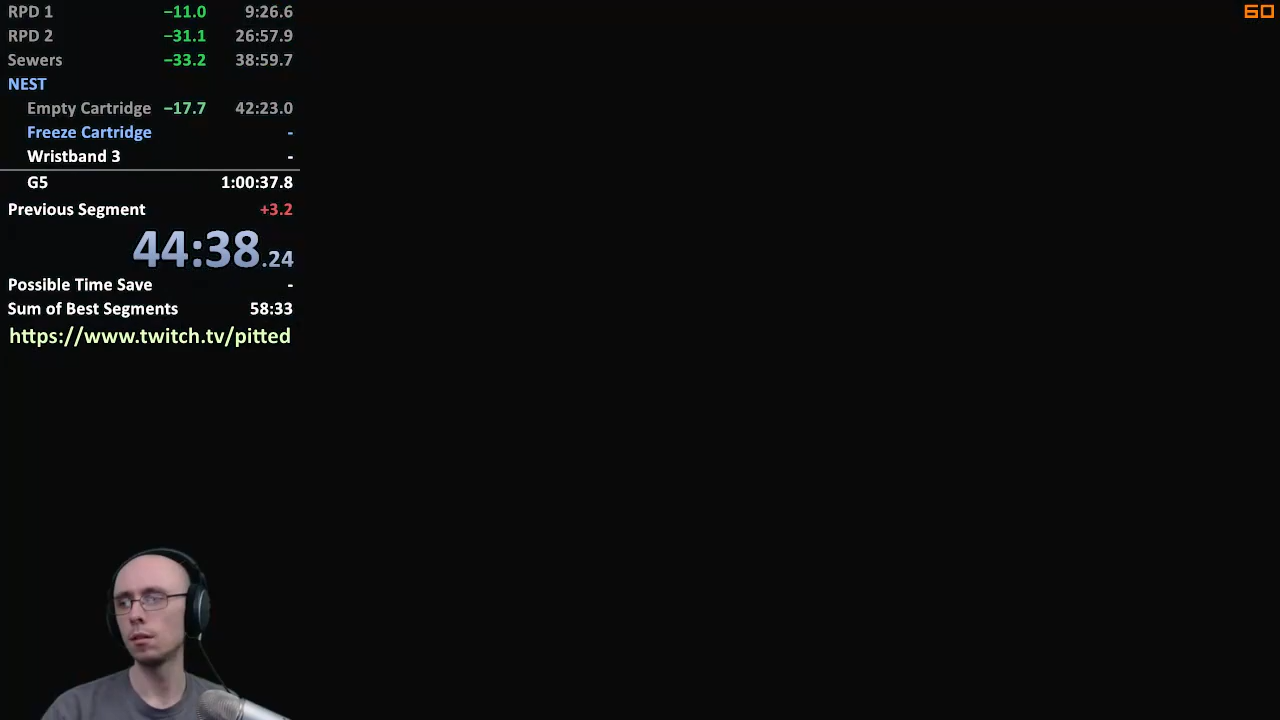 RPD 1 −11.0 9:26.6
60
RPD 2 −31.1 26:57.9
Sewers −33.2 38:59.7
NEST
Empty Cartridge −17.7 42:23.0
Freeze Cartridge -
Wristband 3 -
G5 1:00:37.8
Previous Segment +3.2
44:38.24
Possible Time Save -
Sum of Best Segments 58:33
https://www.twitch.tv/pitted